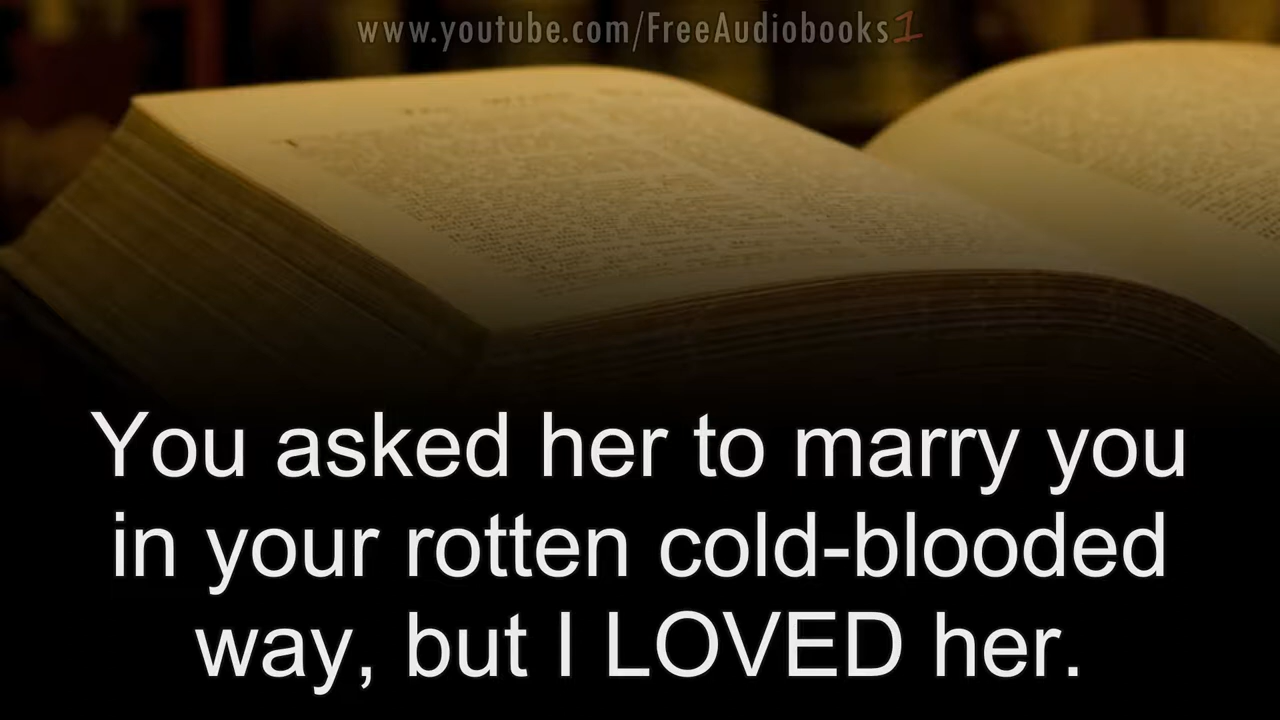 www.youtube.com/FreeAudiobooks1
You asked her to marry you
in your rotten cold-blooded
way, but I LOVED her.